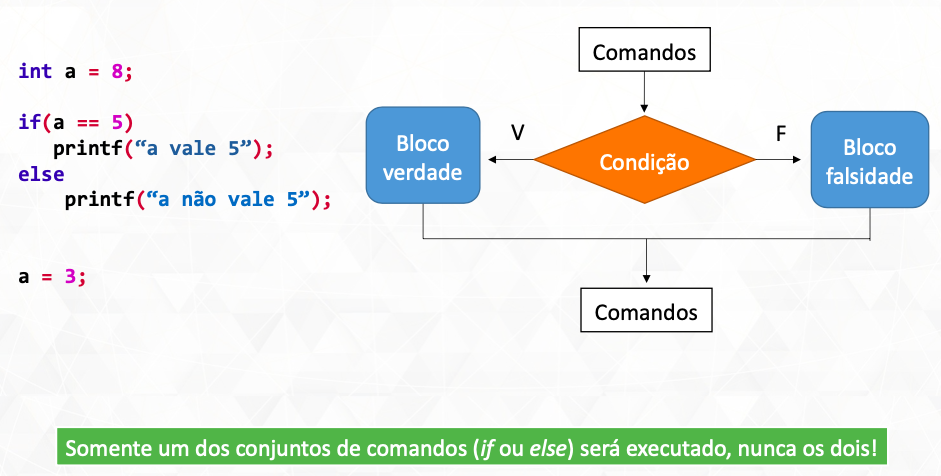 int a = 8;
if(a == 5)
printf(“a vale 5”);
else
printf(“a não vale 5”);
a = 3;
Comandos
V
F
Bloco
verdade
Condição
Bloco
falsidade
Comandos
Somente um dos conjuntos de comandos (if ou else) será executado, nunca os dois!